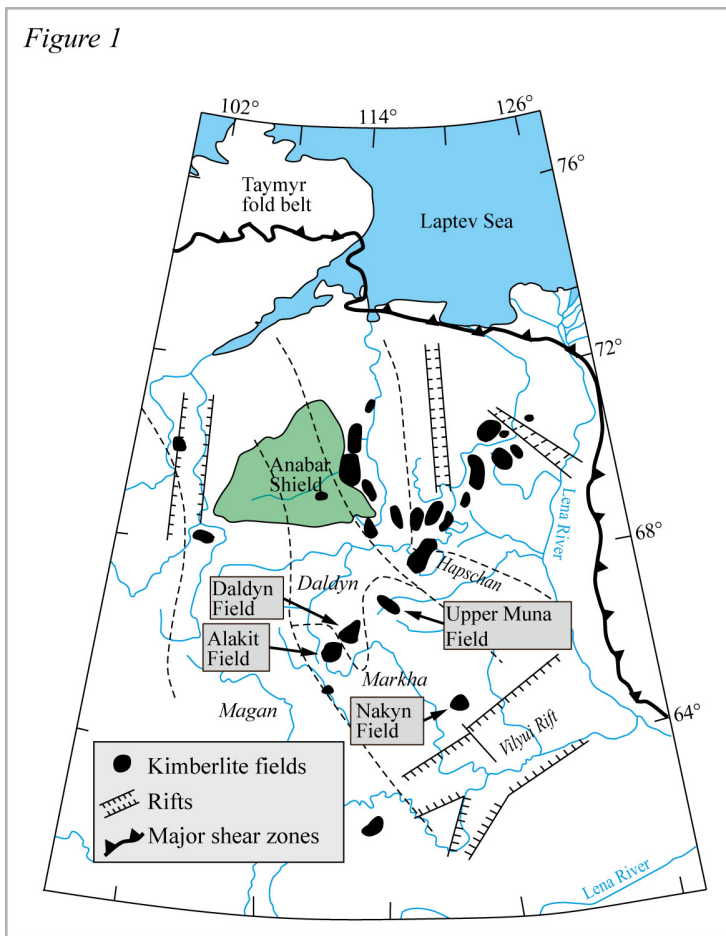 Figure 1
102°
114°
126°
76°
Taymyr
fold belt
Laptev Sea
72°
Anabar
Shield
Lena River
68°
Hapschan
Daldyn
Daldyn
Field
Upper Muna
Field
Alakit
Field
Markha
Magan
Nakyn
Field
64°
Vilyui Rift
Kimberlite fields
Rifts
Major shear zones
Lena River